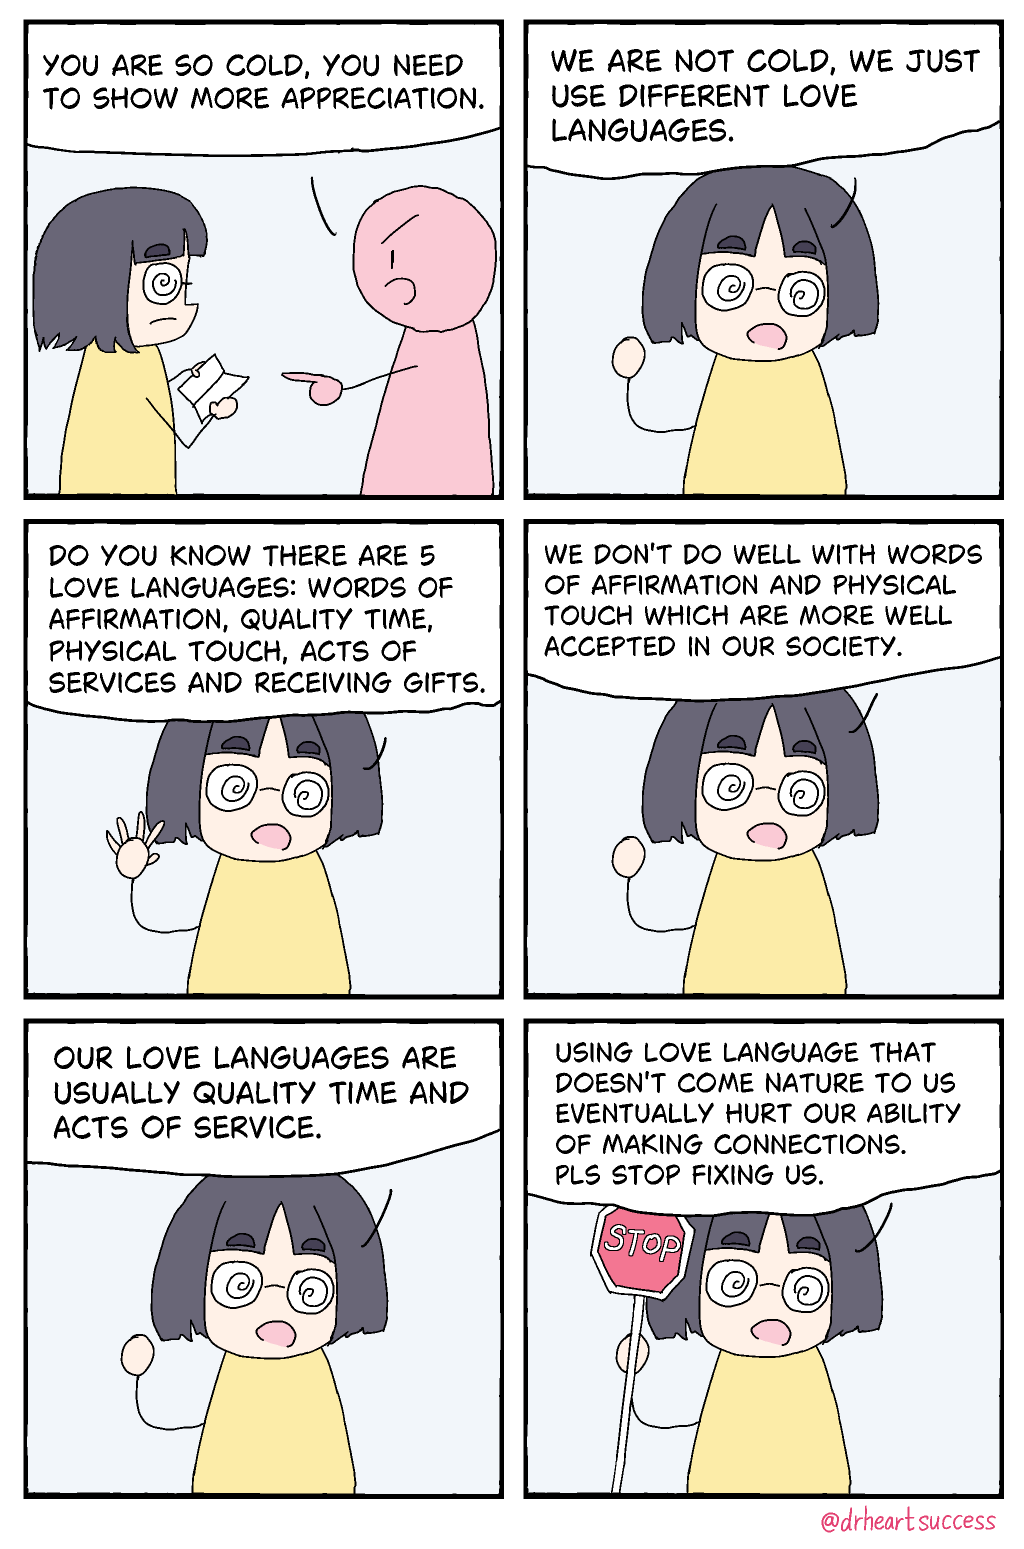 YOU ARE SO COLD, YOU NEED
TO SHOW MORE APPRECIATION.
WE ARE NOT COLD, WE JUST
USE DIFFERENT LOVE
LANGUAGES.
DO YOU KNOW THERE ARE 5
LOVE LANGUAGES: WORDS OF
AFFIRMATION, QUALITY TIME,
PHYSICAL TOUCH, ACTS OF
SERVICES AND RECEIVING GIFTS.
WE DON'T DO WELL WITH WORDS
OF AFFIRMATION AND PHYSICAL
TOUCH WHICH ARE MORE WELL
ACCEPTED IN OUR SOCIETY.
OUR LOVE LANGUAGES ARE
USUALLY QUALITY TIME AND
ACTS OF SERVICE.
USING LOVE LANGUAGE THAT
DOESN'T COME NATURE TO US
EVENTUALLY HURT OUR ABILITY
OF MAKING CONNECTIONS.
PLS STOP FIXING US.
STOP
@drheartsuccess